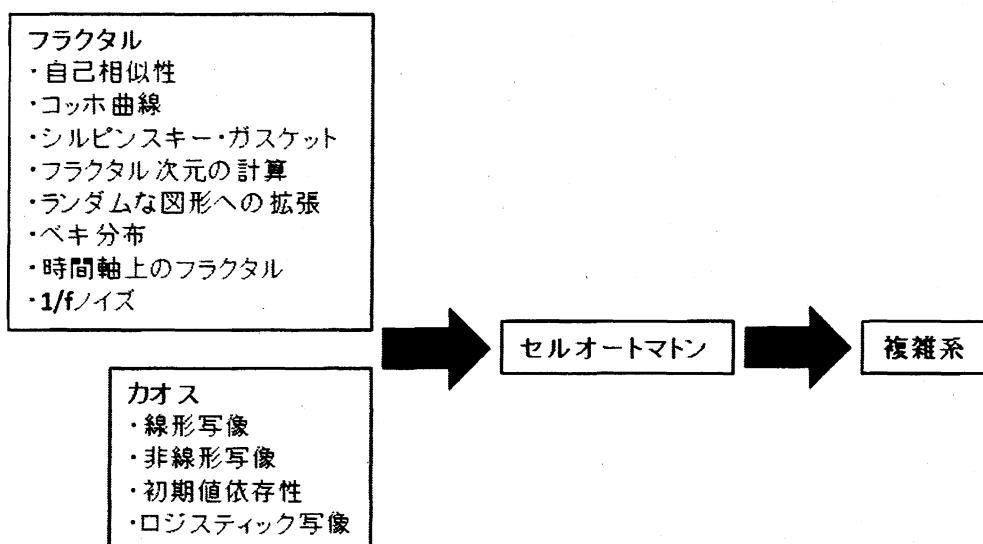 フラクタル
・自己相似性
・コッホ曲線
・シルピンスキー・ガスケット
・フラクタル次元の計算
・ランダムな図形への拡張
・ベキ分布
・時間軸上のフラクタル
・1/fノイズ
カオス
・線形写像
・非線形写像
・初期値依存性
・ロジスティック写像
セルオートマトン
複雑系